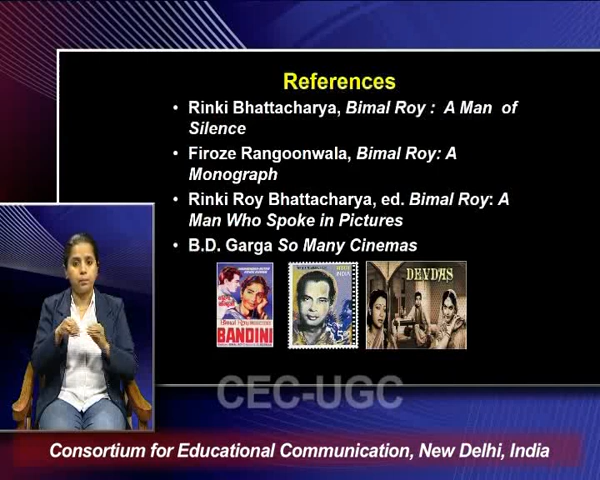 References
• Rinki Bhattacharya, Bimal Roy : A Man of
Silence
• Firoze Rangoonwala, Bimal Roy: A
Monograph
• Rinki Roy Bhattacharya, ed. Bimal Roy: A
Man Who Spoke in Pictures
• B.D. Garga So Many Cinemas
BANDINI
INDIA
DEVDAS
CEC-UGC
Consortium for Educational Communication, New Delhi, India